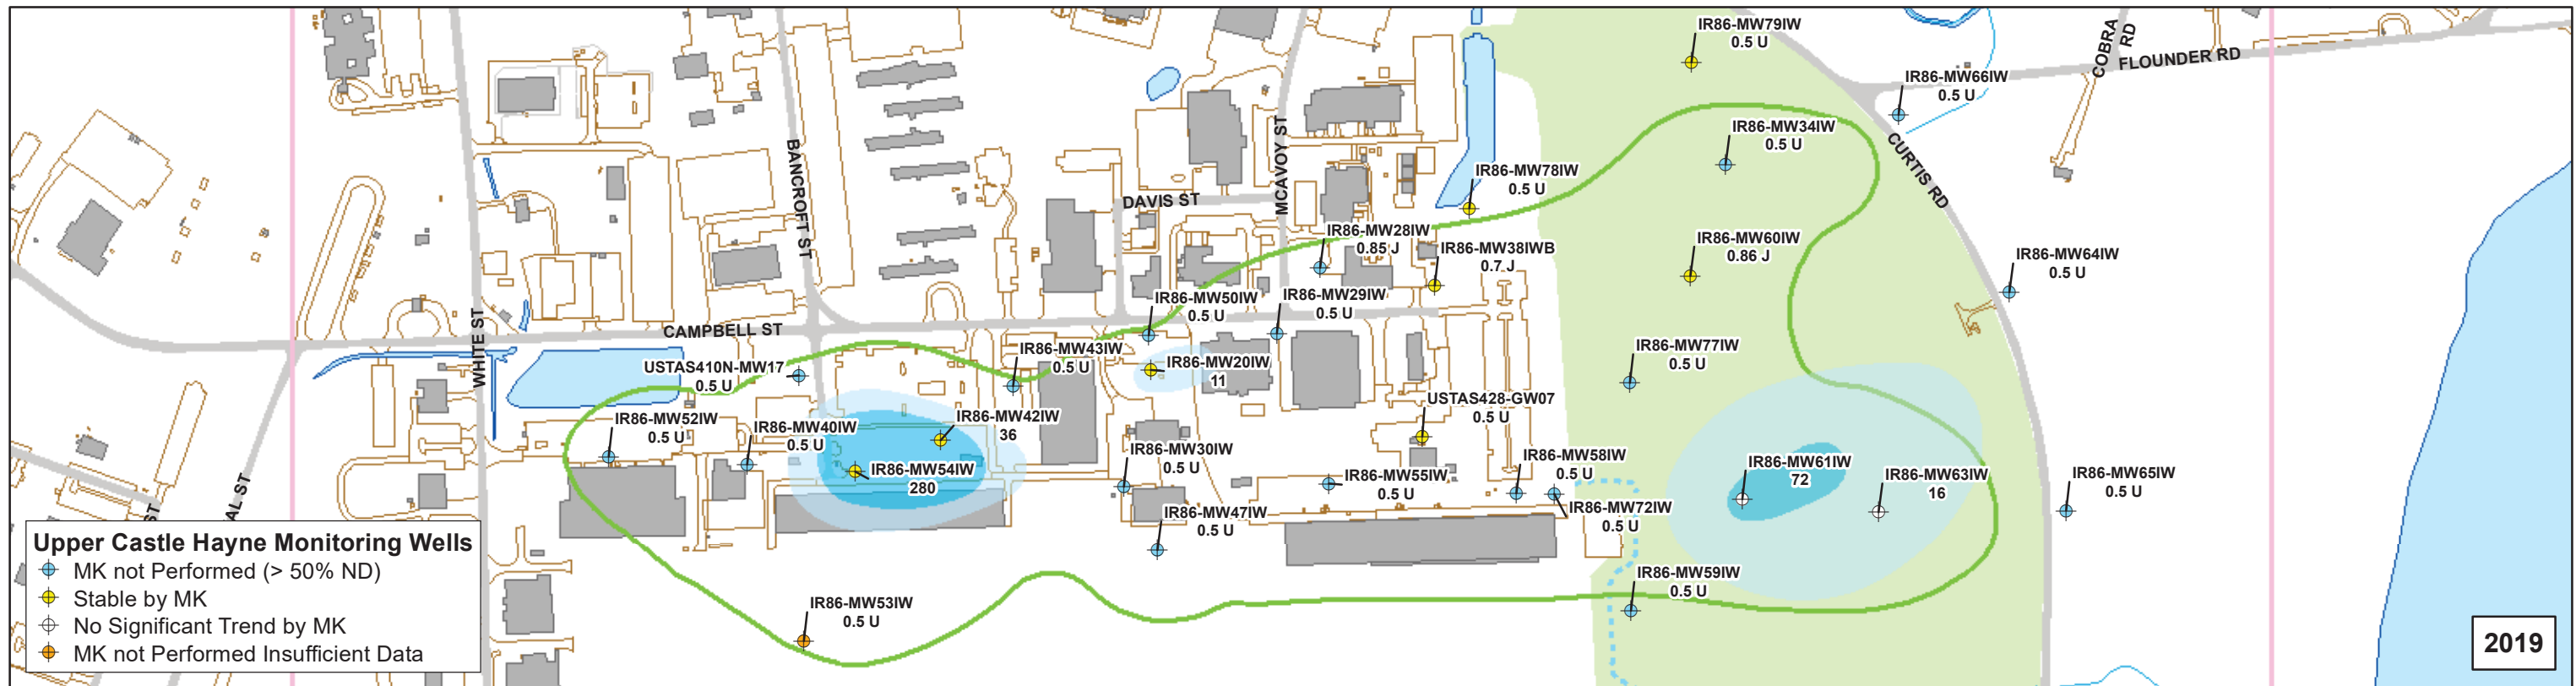 IR86-MW79IW
0.5 U
COBRA
RD
FLOUNDER RD
IR86-MW66IW
0.5 U
IR86-MW34IW
0.5 U
CURTIS RD
BANCROFT ST
MCAVOY ST
IR86-MW78IW
0.5 U
DAVIS ST
IR86-MW28IW
0.85 J
IR86-MW38IWB
0.7 J
IR86-MW60IW
0.86 J
IR86-MW64IW
0.5 U
IR86-MW50IW
0.5 U
IR86-MW29IW
0.5 U
CAMPBELL ST
WHITE ST
IR86-MW43IW
0.5 U
IR86-MW77IW
0.5 U
USTAS410N-MW17
0.5 U
IR86-MW20IW
11
USTAS428-GW07
0.5 U
IR86-MW52IW
0.5 U
IR86-MW40IW
0.5 U
IR86-MW42IW
36
IR86-MW54IW
280
IR86-MW30IW
0.5 U
IR86-MW55IW
0.5 U
IR86-MW58IW
0.5 U
IR86-MW61IW
72
IR86-MW63IW
16
IR86-MW65IW
0.5 U
IR86-MW47IW
0.5 U
IR86-MW72IW
0.5 U
ST
AL ST
IR86-MW59IW
0.5 U
IR86-MW53IW
0.5 U
Upper Castle Hayne Monitoring Wells
MK not Performed (> 50% ND)
Stable by MK
No Significant Trend by MK
MK not Performed Insufficient Data
2019